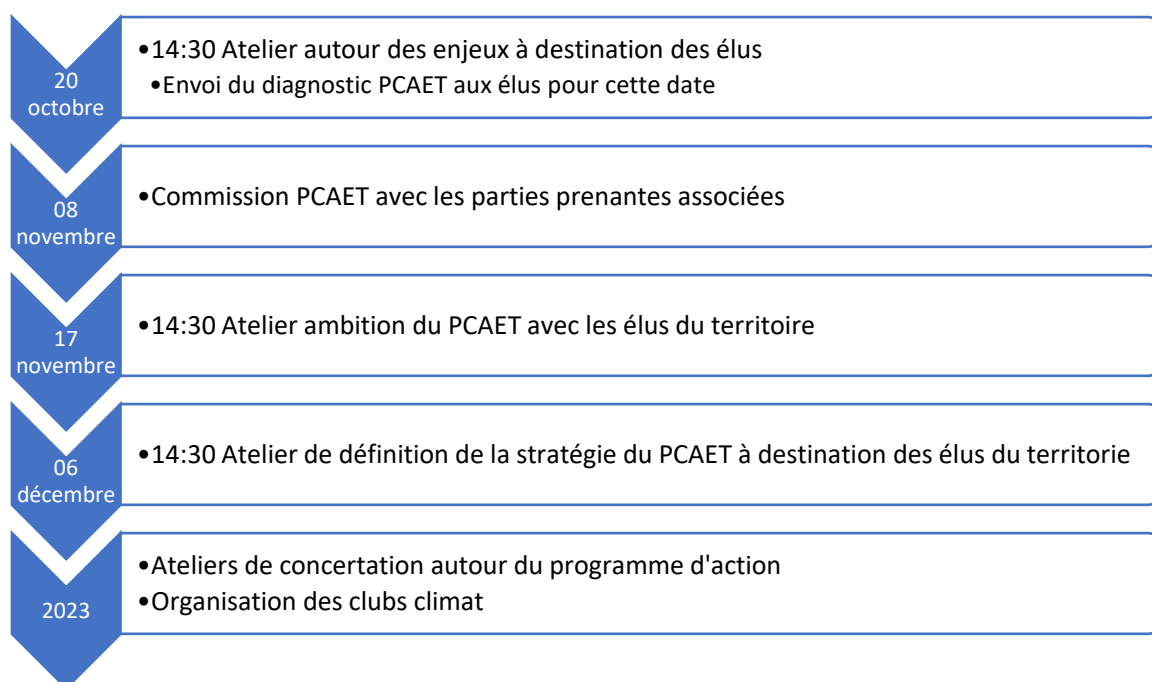 20
octobre
•14:30 Atelier autour des enjeux à destination des élus
•Envoi du diagnostic PCAET aux élus pour cette date
08
novembre
•Commission PCAET avec les parties prenantes associées
17
novembre
•14:30 Atelier ambition du PCAET avec les élus du territoire
06
décembre
•14:30 Atelier de définition de la stratégie du PCAET à destination des élus du territorie
2023
•Ateliers de concertation autour du programme d'action
•Organisation des clubs climat